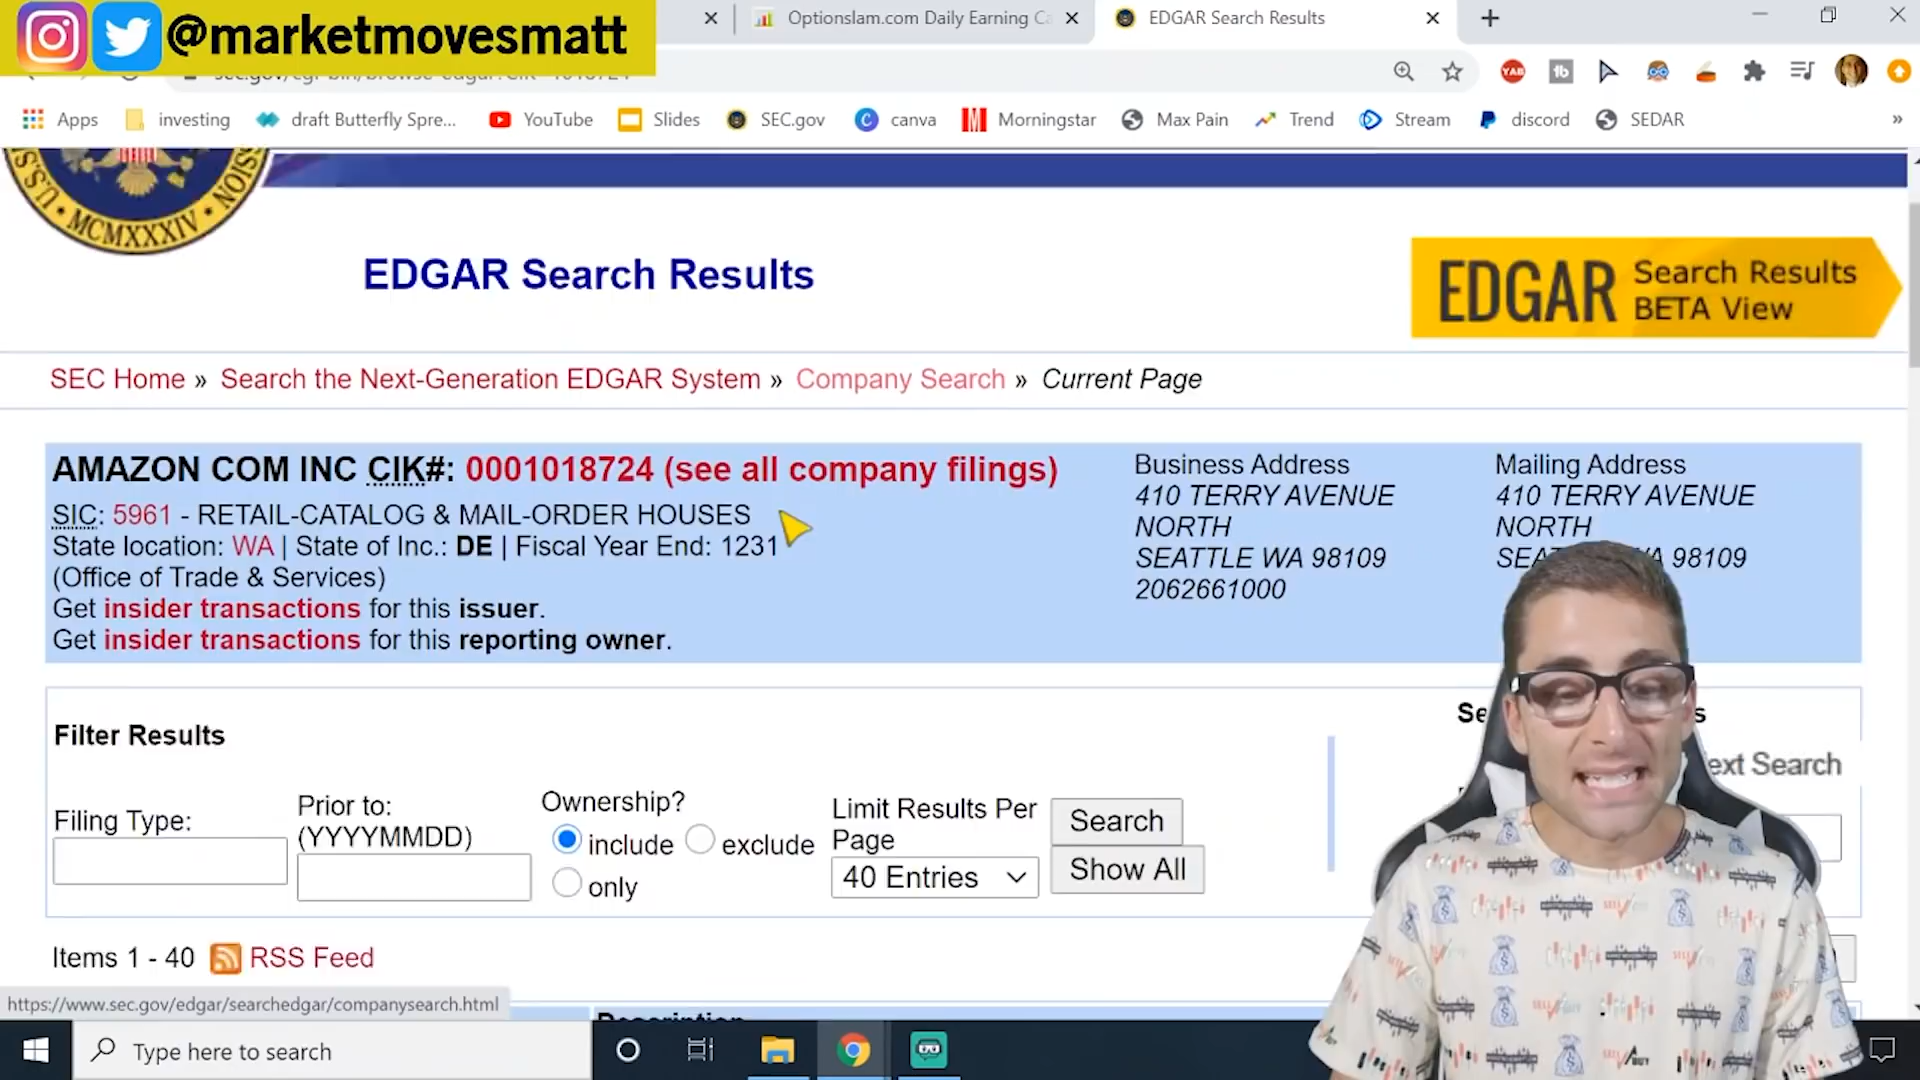 @marketmovesmatt
Optionslam.com Daily Earning Ca
EDGAR Search Results
Apps
investing
draft Butterfly Spre...
YouTube
Slides
SEC.gov
canva
Morningstar
Max Pain
Trend
Stream
discord
SEDAR
»
MCMXXXIV
EDGAR Search Results
EDGAR Search Results
BETA View
SEC Home » Search the Next-Generation EDGAR System » Company Search » Current Page
AMAZON COM INC CIK#: 0001018724 (see all company filings)
SIC: 5961 - RETAIL-CATALOG & MAIL-ORDER HOUSES
State location: WA | State of Inc.: DE | Fiscal Year End: 1231
(Office of Trade & Services)
Get insider transactions for this issuer.
Get insider transactions for this reporting owner.
Business Address
410 TERRY AVENUE
NORTH
SEATTLE WA 98109
2062661000
Mailing Address
410 TERRY AVENUE
NORTH
98109
Filter Results
Filing Type:
Prior to:
(YYYYMMDD)
Ownership?
include
exclude
only
Limit Results Per
Page
40 Entries
Search
Show All
ext Search
Items 1 - 40
RSS Feed
https://www.sec.gov/edgar/searchedgar/companysearch.html
Description
Type here to search